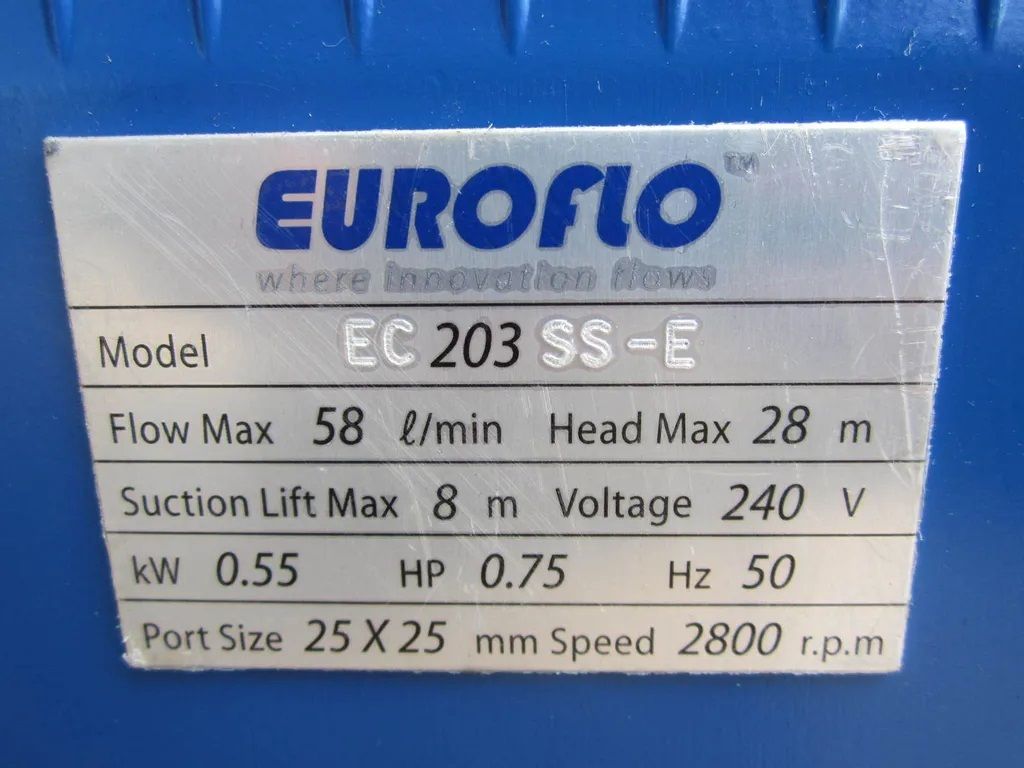 EUROFLO™
where innovation flows
Model EC 203 SS-E
Flow Max 58 ℓ/min Head Max 28 m
Suction Lift Max 8 m Voltage 240 V
kW 0.55 HP 0.75 Hz 50
Port Size 25 X 25 mm Speed 2800 r.p.m